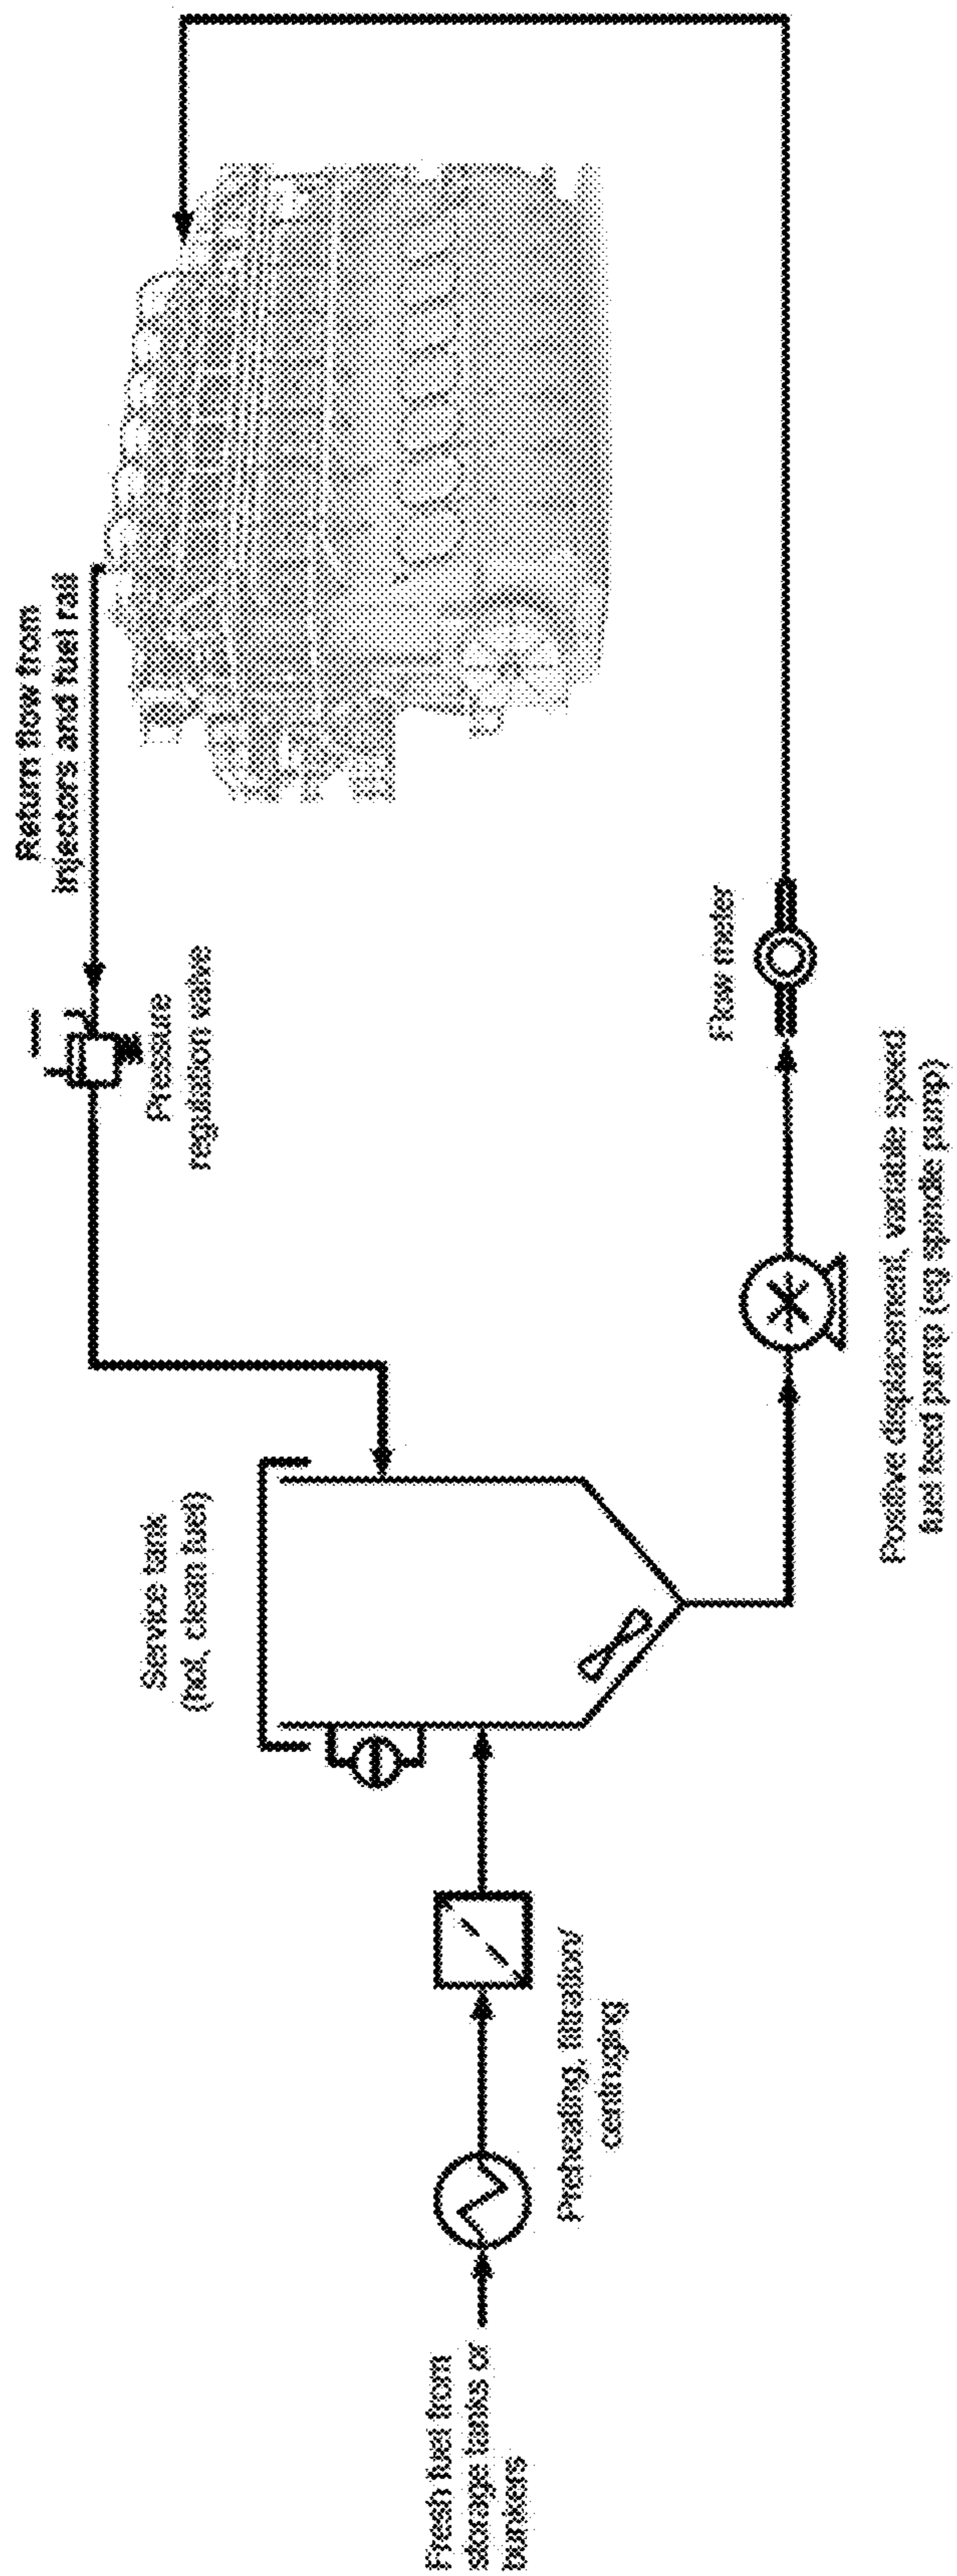 Fresh fuel from
storage tanks or
bunkers
Preheating, filtration/
centrifuging
Service tank
(hot, clean fuel)
Positive displacement, variable speed
fuel feed pump (eg spindle pump)
Flow meter
Pressure
regulation valve
Return flow from
injectors and fuel rail